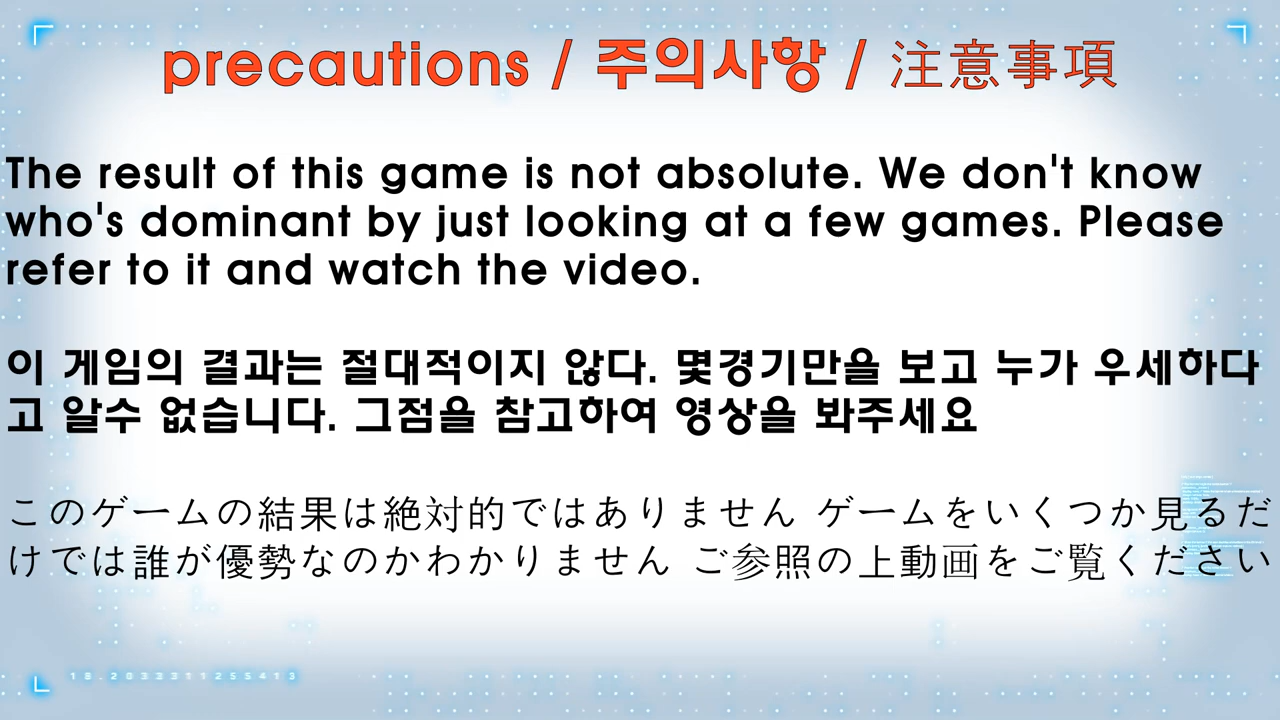 precautions / 주의사항 / 注意事項
The result of this game is not absolute. We don't know
who's dominant by just looking at a few games. Please
refer to it and watch the video.
이 게임의 결과는 절대적이지 않다. 몇경기만을 보고 누가 우세하다
고 알수 없습니다. 그점을 참고하여 영상을 봐주세요
このゲームの結果は絶対的ではありません ゲームをいくつか見るだ
けでは誰が優勢なのかわかりません ご参照の上動画をご覧ください